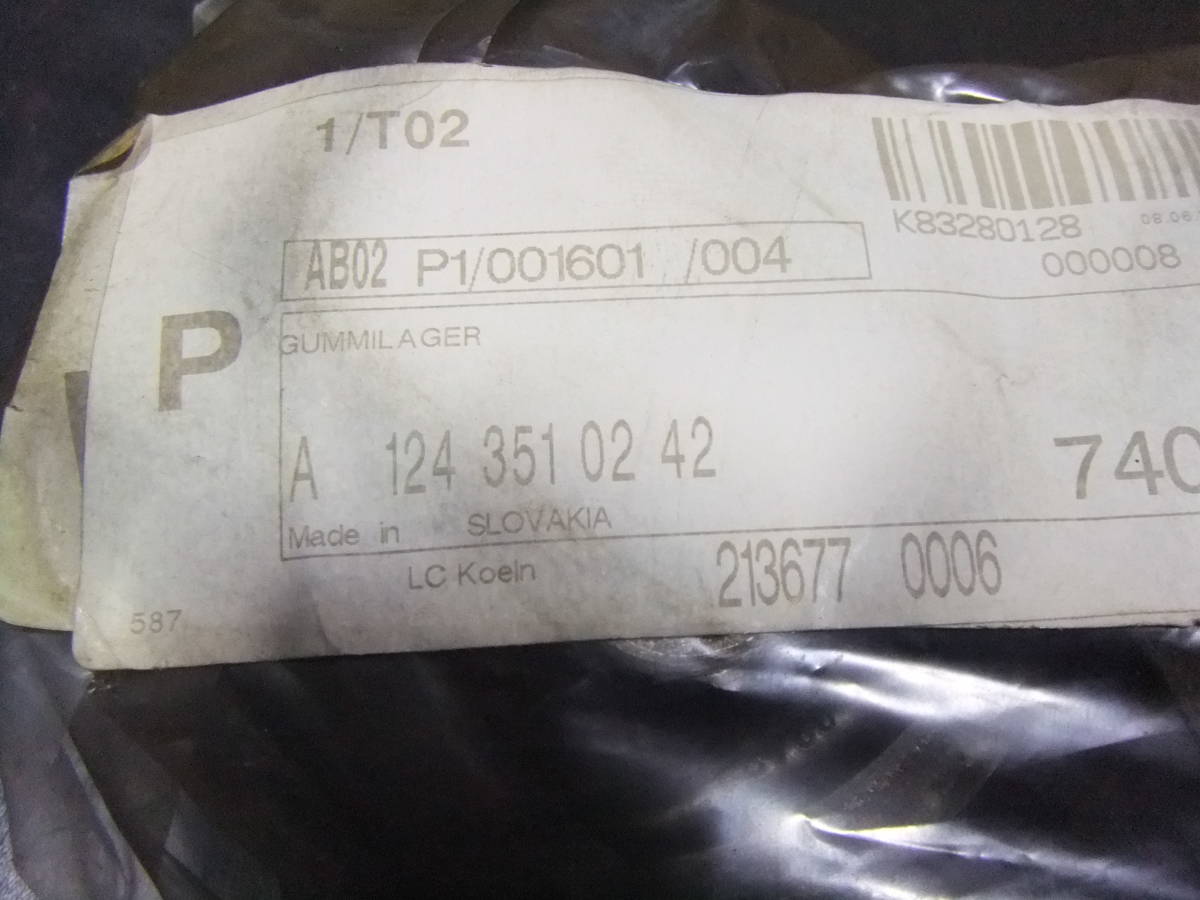 1/T02
K83280128 08.06
000008
AB02 P1/001601 /004
P
GUMMILAGER
A 124 351 02 42 740
Made in SLOVAKIA
LC Koeln 213677 0006
587